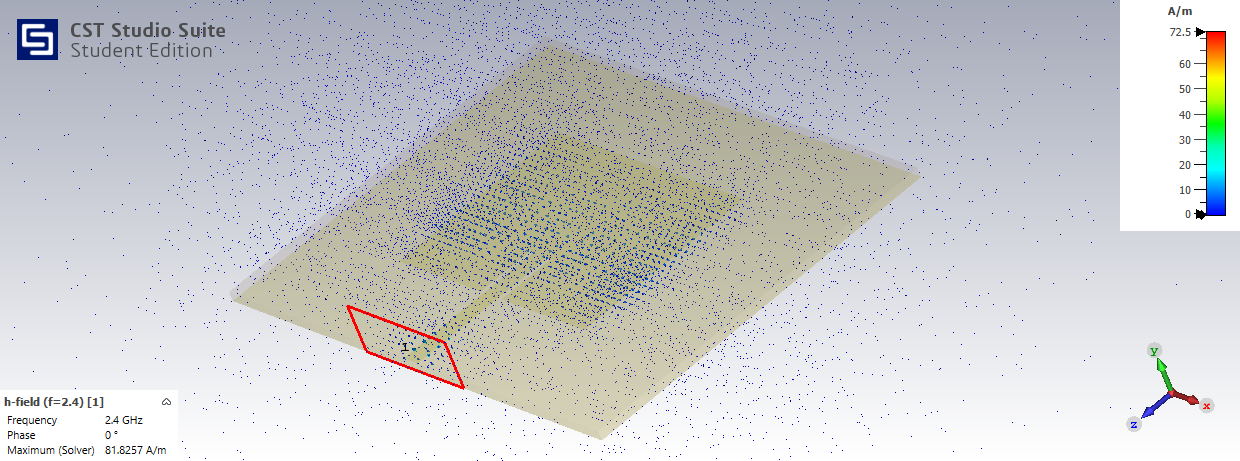 CST Studio Suite
Student Edition
A/m
72.5
60
50
40
30
20
10
0
1
y
x
z
h-field (f=2.4) [1]
Frequency 2.4 GHz
Phase 0 °
Maximum (Solver) 81.8257 A/m